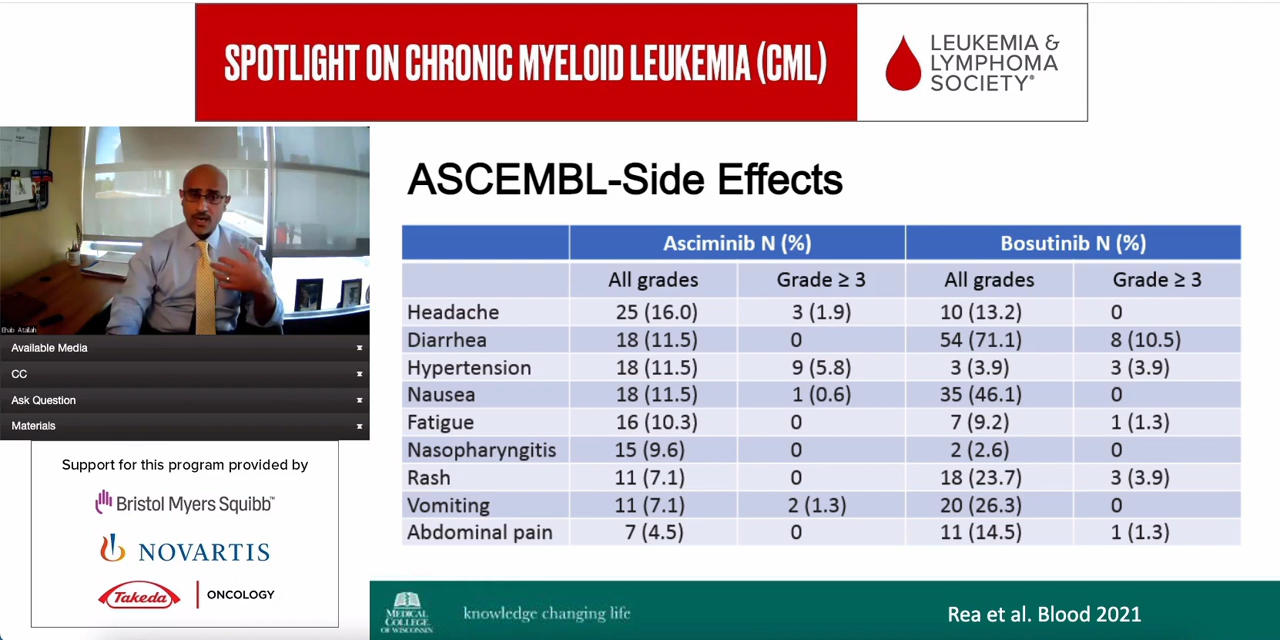 SPOTLIGHT ON CHRONIC MYELOID LEUKEMIA (CML)
LEUKEMIA &
LYMPHOMA
SOCIETY®
Ehab Atallah
Available Media
CC
Ask Question
Materials
Support for this program provided by
Bristol Myers Squibb™
NOVARTIS
Takeda ONCOLOGY
ASCEMBL-Side Effects
Asciminib N (%) Bosutinib N (%)
All grades Grade ≥ 3 All grades Grade ≥ 3
Headache 25 (16.0) 3 (1.9) 10 (13.2) 0
Diarrhea 18 (11.5) 0 54 (71.1) 8 (10.5)
Hypertension 18 (11.5) 9 (5.8) 3 (3.9) 3 (3.9)
Nausea 18 (11.5) 1 (0.6) 35 (46.1) 0
Fatigue 16 (10.3) 0 7 (9.2) 1 (1.3)
Nasopharyngitis 15 (9.6) 0 2 (2.6) 0
Rash 11 (7.1) 0 18 (23.7) 3 (3.9)
Vomiting 11 (7.1) 2 (1.3) 20 (26.3) 0
Abdominal pain 7 (4.5) 0 11 (14.5) 1 (1.3)
MEDICAL
COLLEGE
OF WISCONSIN
knowledge changing life
Rea et al. Blood 2021